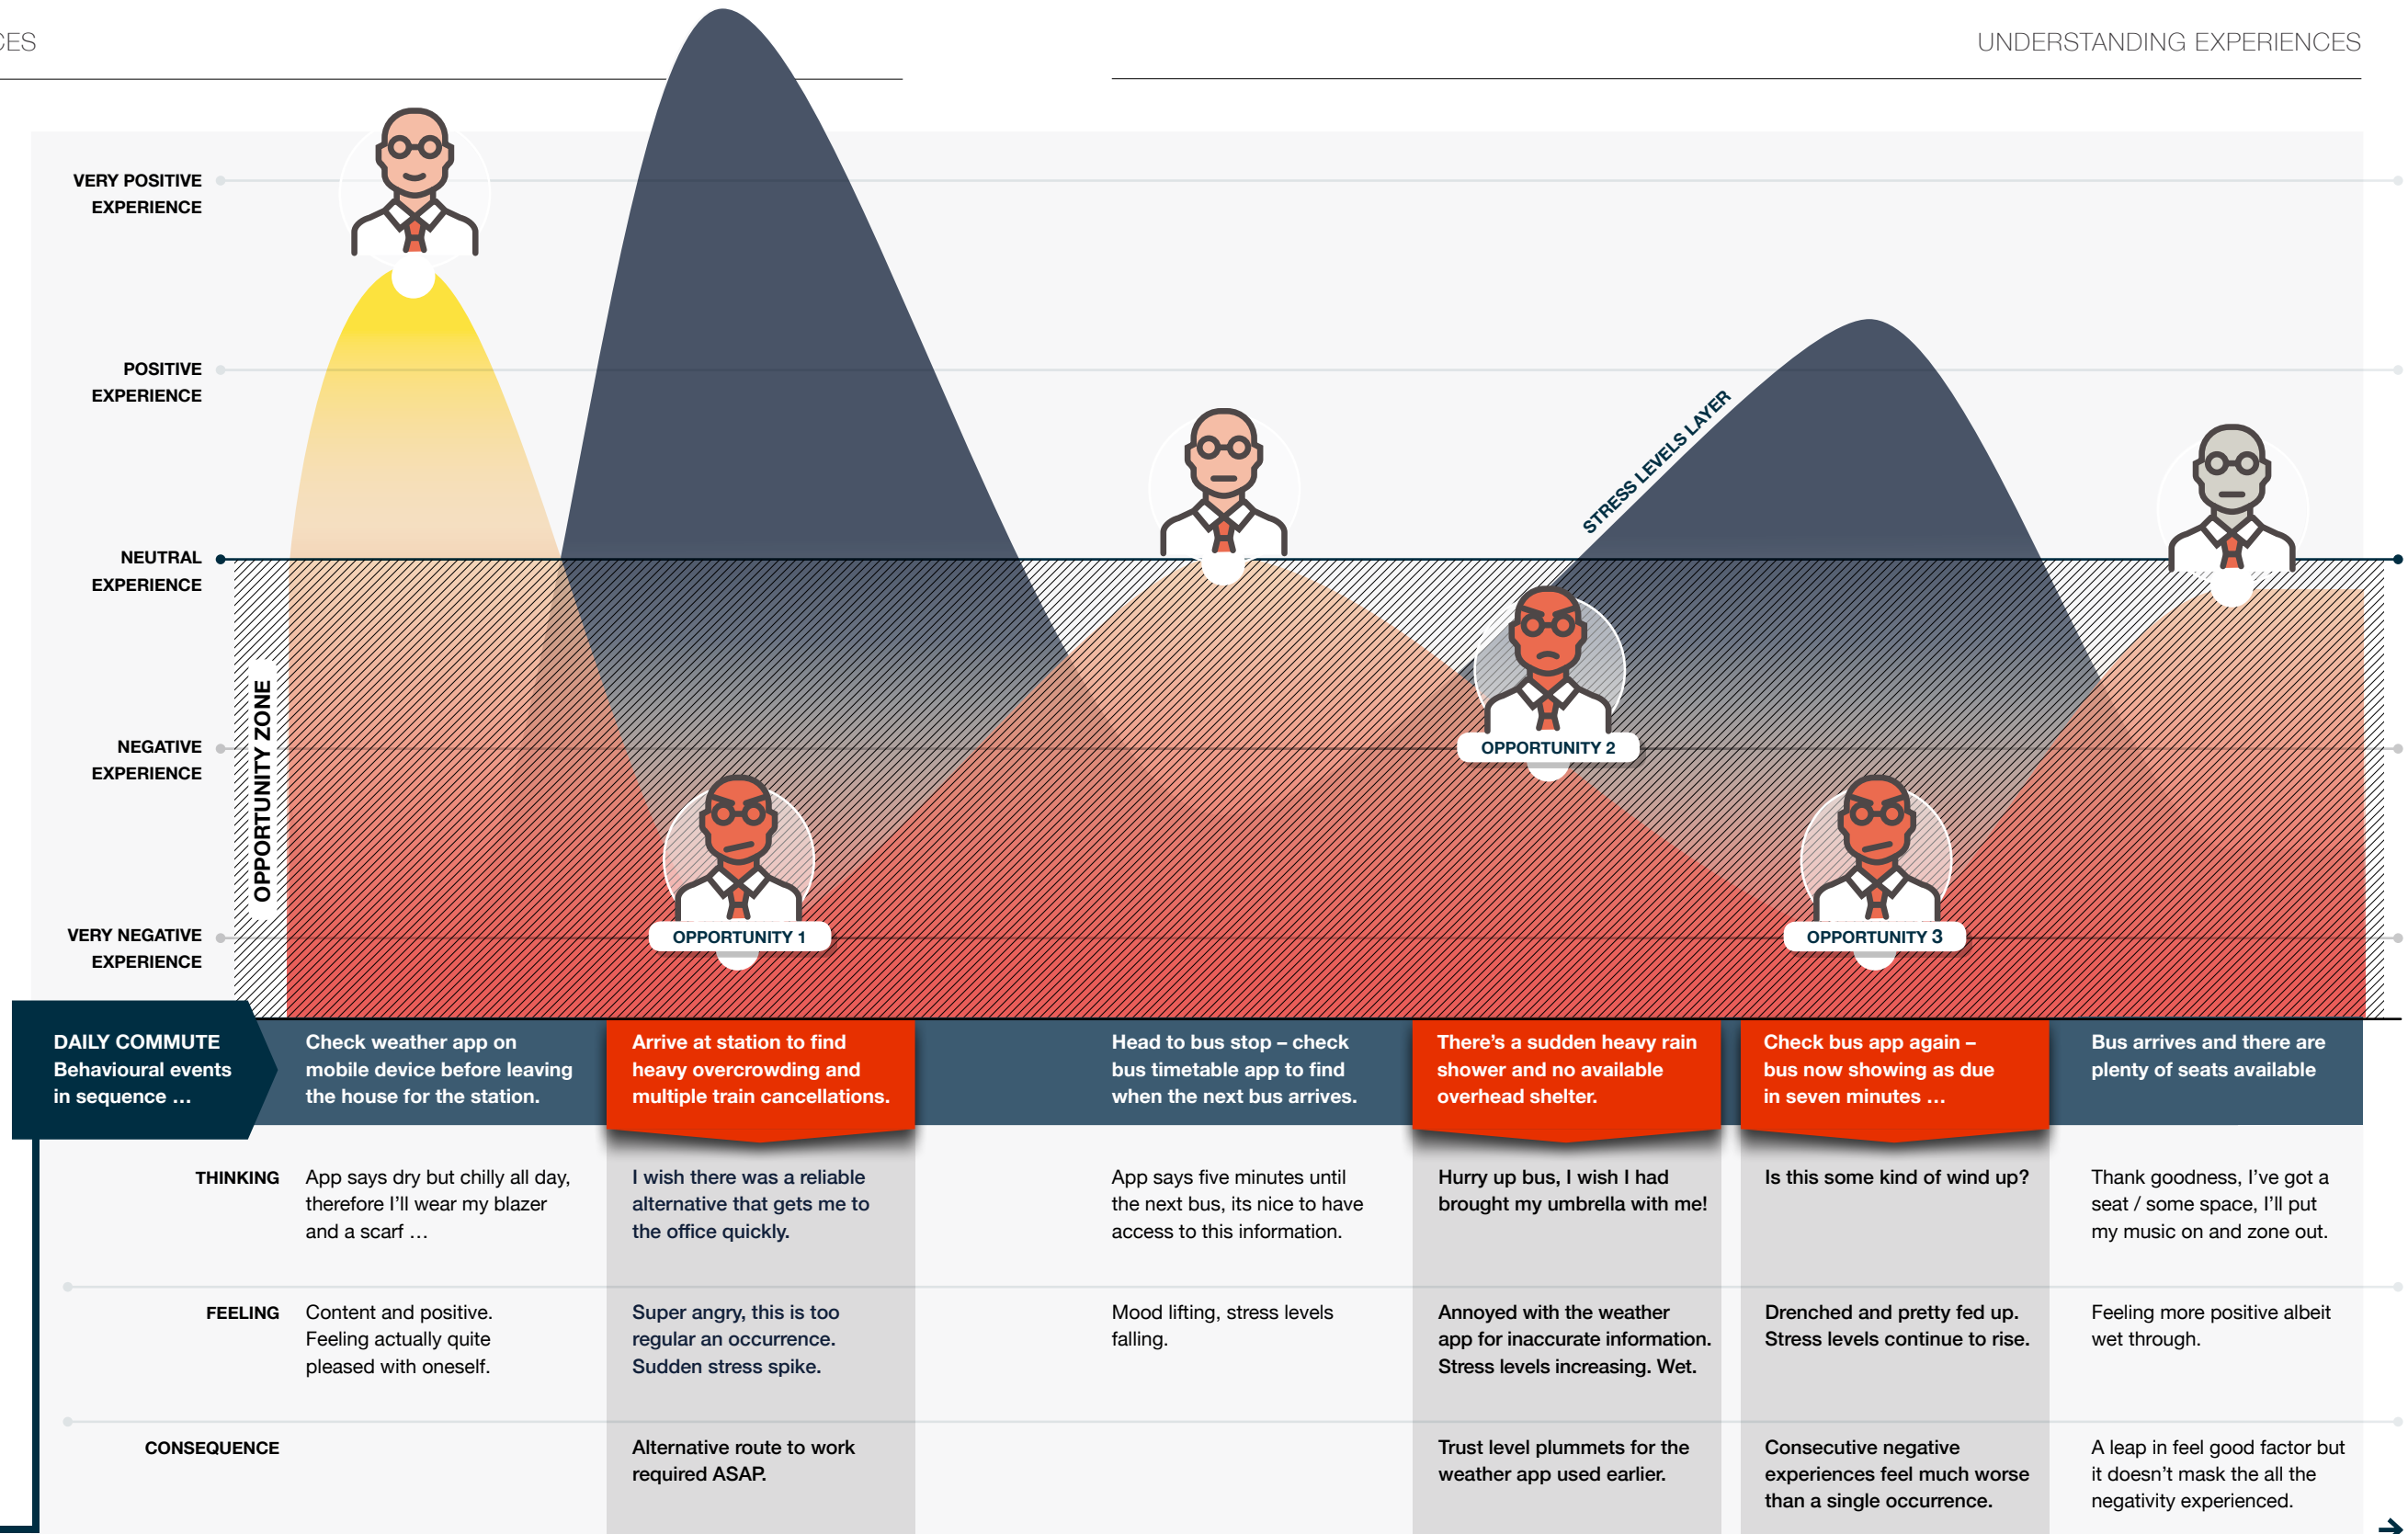 CES
UNDERSTANDING EXPERIENCES
VERY POSITIVE
EXPERIENCE
POSITIVE
EXPERIENCE
NEUTRAL
EXPERIENCE
NEGATIVE
EXPERIENCE
VERY NEGATIVE
EXPERIENCE
OPPORTUNITY ZONE
STRESS LEVELS LAYER
OPPORTUNITY 1
OPPORTUNITY 2
OPPORTUNITY 3
DAILY COMMUTE
Behavioural events
in sequence …
Check weather app on
mobile device before leaving
the house for the station.
Arrive at station to find
heavy overcrowding and
multiple train cancellations.
Head to bus stop – check
bus timetable app to find
when the next bus arrives.
There’s a sudden heavy rain
shower and no available
overhead shelter.
Check bus app again –
bus now showing as due
in seven minutes …
Bus arrives and there are
plenty of seats available
THINKING
App says dry but chilly all day,
therefore I’ll wear my blazer
and a scarf …
I wish there was a reliable
alternative that gets me to
the office quickly.
App says five minutes until
the next bus, its nice to have
access to this information.
Hurry up bus, I wish I had
brought my umbrella with me!
Is this some kind of wind up?
Thank goodness, I’ve got a
seat / some space, I’ll put
my music on and zone out.
FEELING
Content and positive.
Feeling actually quite
pleased with oneself.
Super angry, this is too
regular an occurrence.
Sudden stress spike.
Mood lifting, stress levels
falling.
Annoyed with the weather
app for inaccurate information.
Stress levels increasing. Wet.
Drenched and pretty fed up.
Stress levels continue to rise.
Feeling more positive albeit
wet through.
CONSEQUENCE
Alternative route to work
required ASAP.
Trust level plummets for the
weather app used earlier.
Consecutive negative
experiences feel much worse
than a single occurrence.
A leap in feel good factor but
it doesn’t mask the all the
negativity experienced.